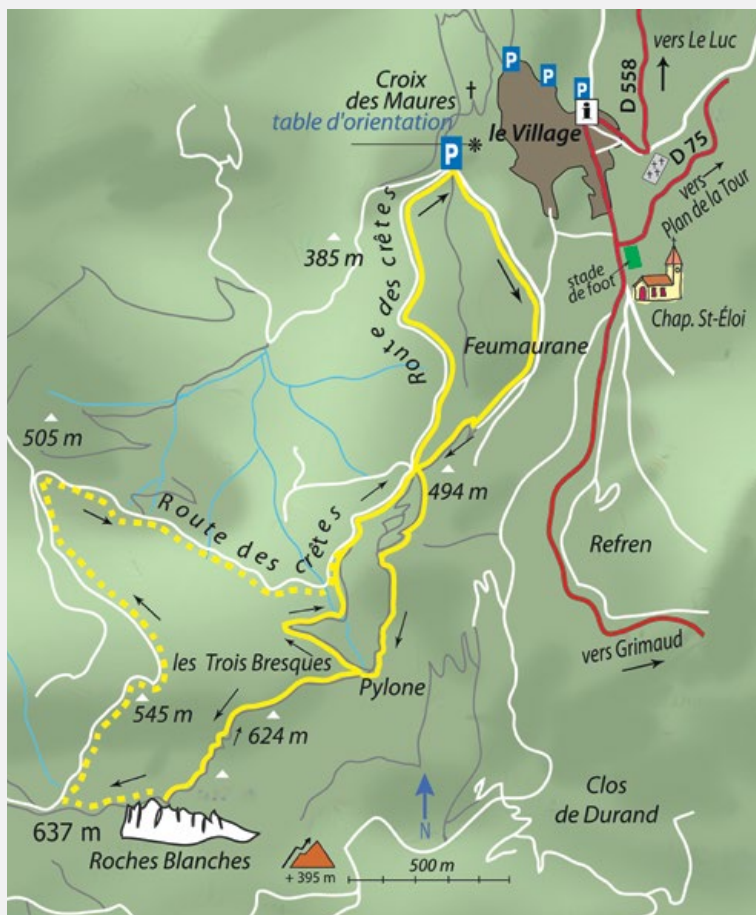 vers Le Luc
D 558
Croix
des Maures
table d'orientation
P
P
P
P
i
le Village
D 75
vers
Plan de la Tour
385 m
Route des crêtes
stade
de foot
Chap. St-Éloi
Feumaurane
505 m
494 m
Route des crêtes
Refren
les Trois Bresques
Pylone
vers Grimaud
545 m
624 m
Clos
de Durand
N
637 m
Roches Blanches
+ 395 m
500 m